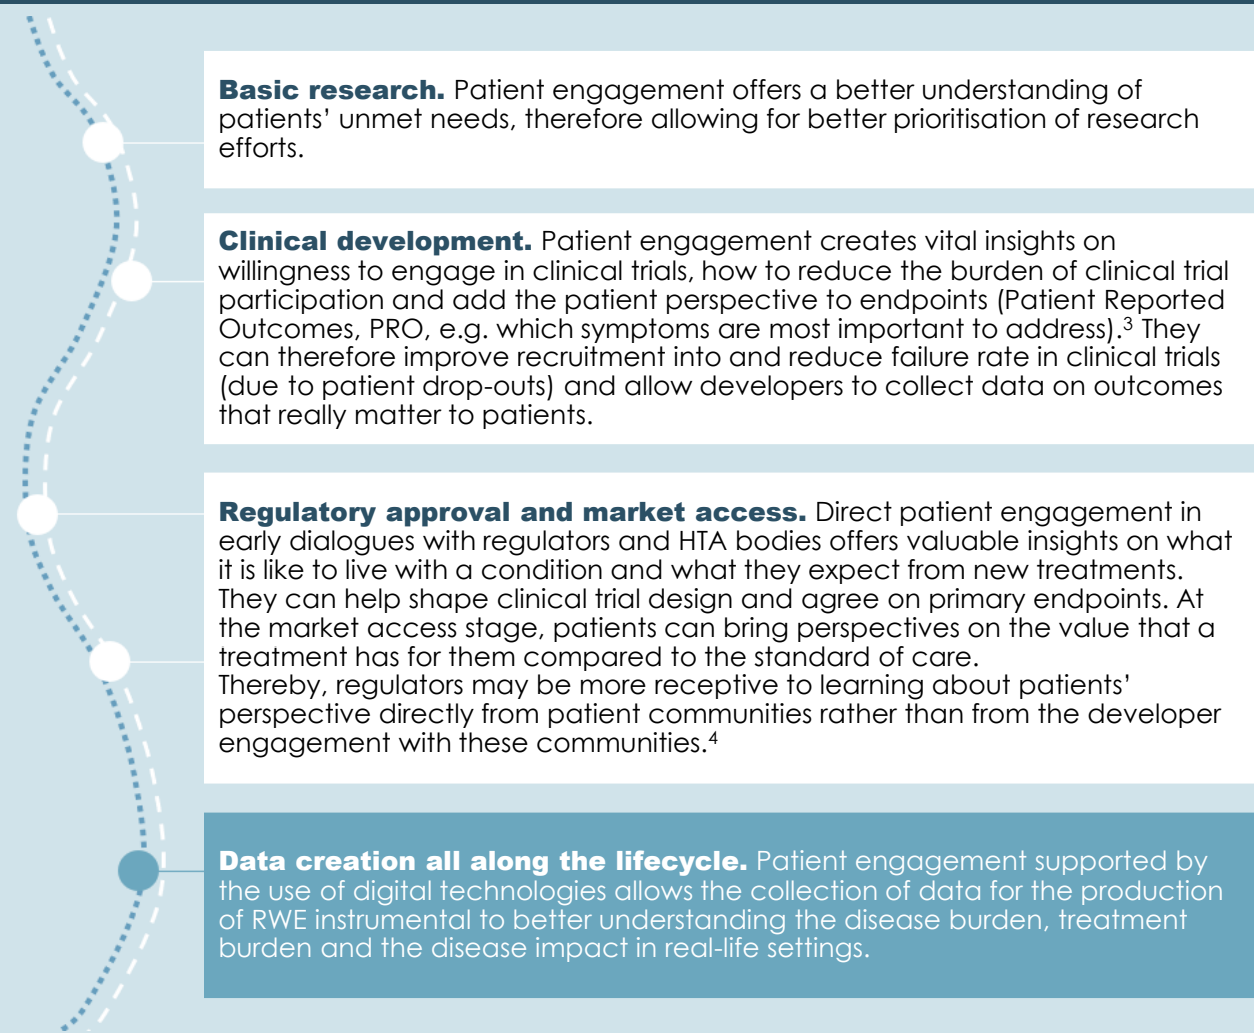 Basic research. Patient engagement offers a better understanding of
patients’ unmet needs, therefore allowing for better prioritisation of research
efforts.
Clinical development. Patient engagement creates vital insights on
willingness to engage in clinical trials, how to reduce the burden of clinical trial
participation and add the patient perspective to endpoints (Patient Reported
Outcomes, PRO, e.g. which symptoms are most important to address).³ They
can therefore improve recruitment into and reduce failure rate in clinical trials
(due to patient drop-outs) and allow developers to collect data on outcomes
that really matter to patients.
Regulatory approval and market access. Direct patient engagement in
early dialogues with regulators and HTA bodies offers valuable insights on what
it is like to live with a condition and what they expect from new treatments.
They can help shape clinical trial design and agree on primary endpoints. At
the market access stage, patients can bring perspectives on the value that a
treatment has for them compared to the standard of care.
Thereby, regulators may be more receptive to learning about patients’
perspective directly from patient communities rather than from the developer
engagement with these communities.⁴
Data creation all along the lifecycle. Patient engagement supported by
the use of digital technologies allows the collection of data for the production
of RWE instrumental to better understanding the disease burden, treatment
burden and the disease impact in real-life settings.